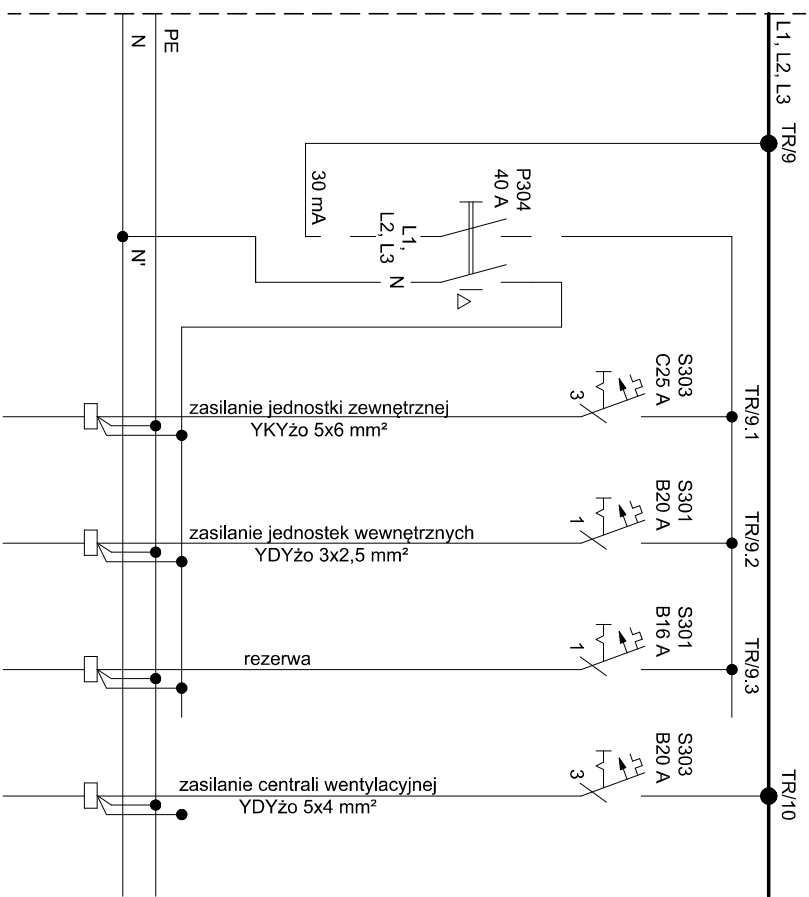 L1, L2, L3
TR/9
PE
N
P304
40 A
30 mA
L1,
L2, L3
N
N'
TR/9.1
S303
C25 A
3
zasilanie jednostki zewnętrznej
YKYżo 5x6 mm²
TR/9.2
S301
B20 A
1
zasilanie jednostek wewnętrznych
YDYżo 3x2,5 mm²
TR/9.3
S301
B16 A
1
rezerwa
TR/10
S303
B20 A
3
zasilanie centrali wentylacyjnej
YDYżo 5x4 mm²